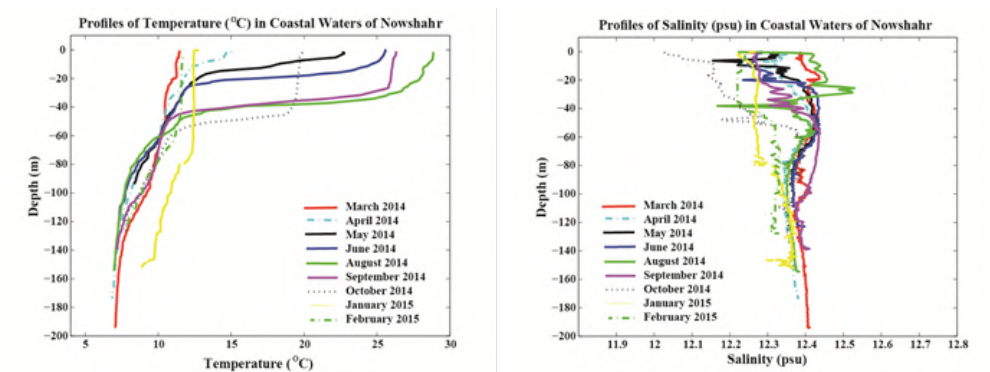 Profiles of Temperature (°C) in Coastal Waters of Nowshahr
0
−20
−40
−60
−80
−100
−120
−140
−160
−180
−200
Depth (m)
March 2014
April 2014
May 2014
June 2014
August 2014
September 2014
October 2014
January 2015
February 2015
5 10 15 20 25 30
Temperature (°C)
Profiles of Salinity (psu) in Coastal Waters of Nowshahr
0
−20
−40
−60
−80
−100
−120
−140
−160
−180
−200
Depth (m)
March 2014
April 2014
May 2014
June 2014
August 2014
September 2014
October 2014
January 2015
February 2015
11.9 12 12.1 12.2 12.3 12.4 12.5 12.6 12.7 12.8
Salinity (psu)